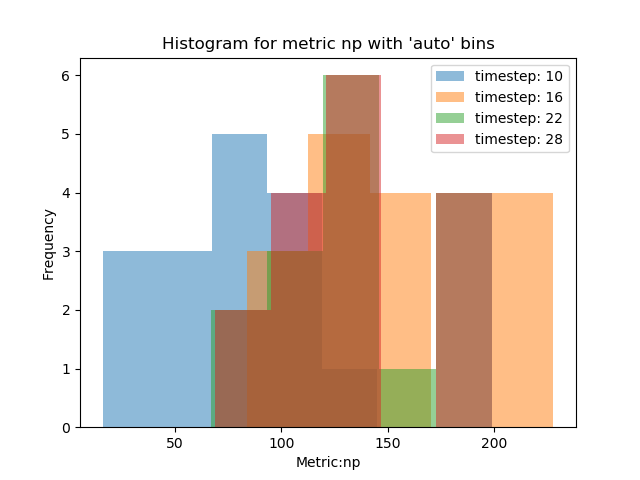 Histogram for metric np with 'auto' bins
timestep: 10
timestep: 16
timestep: 22
timestep: 28
Frequency
6
5
4
3
2
1
0
50 100 150 200
Metric:np